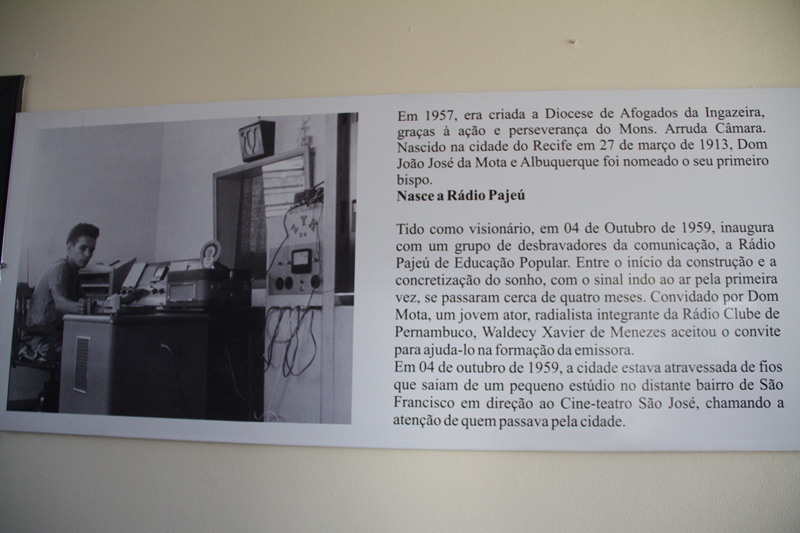 Em 1957, era criada a Diocese de Afogados da Ingazeira,
graças à ação e perseverança do Mons. Arruda Câmara.
Nascido na cidade do Recife em 27 de março de 1913, Dom
João José da Mota e Albuquerque foi nomeado o seu primeiro
bispo.
Nasce a Rádio Pajeú
Tido como visionário, em 04 de Outubro de 1959, inaugura
com um grupo de desbravadores da comunicação, a Rádio
Pajeú de Educação Popular. Entre o início da construção e a
concretização do sonho, com o sinal indo ao ar pela primeira
vez, se passaram cerca de quatro meses. Convidado por Dom
Mota, um jovem ator, radialista integrante da Rádio Clube de
Pernambuco, Waldecy Xavier de Menezes aceitou o convite
para ajuda-lo na formação da emissora.
Em 04 de outubro de 1959, a cidade estava atravessada de fios
que saiam de um pequeno estúdio no distante bairro de São
Francisco em direção ao Cine-teatro São José, chamando a
atenção de quem passava pela cidade.